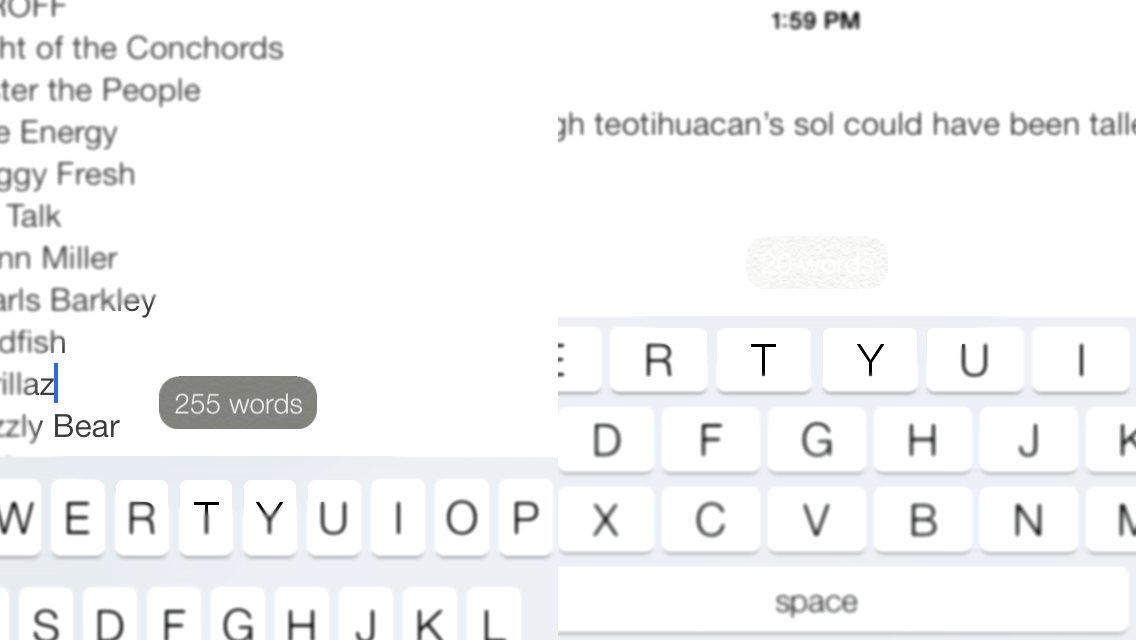 ROFF
ht of the Conchords
ter the People
e Energy
ggy Fresh
Talk
nn Miller
arls Barkley
dfish
rillaz
zzly Bear
255 words
W E R T Y U I O P
S D F G H J K L
1:59 PM
gh teotihuacan’s sol could have been talle
20 words
E R T Y U I
D F G H J K
X C V B N M
space